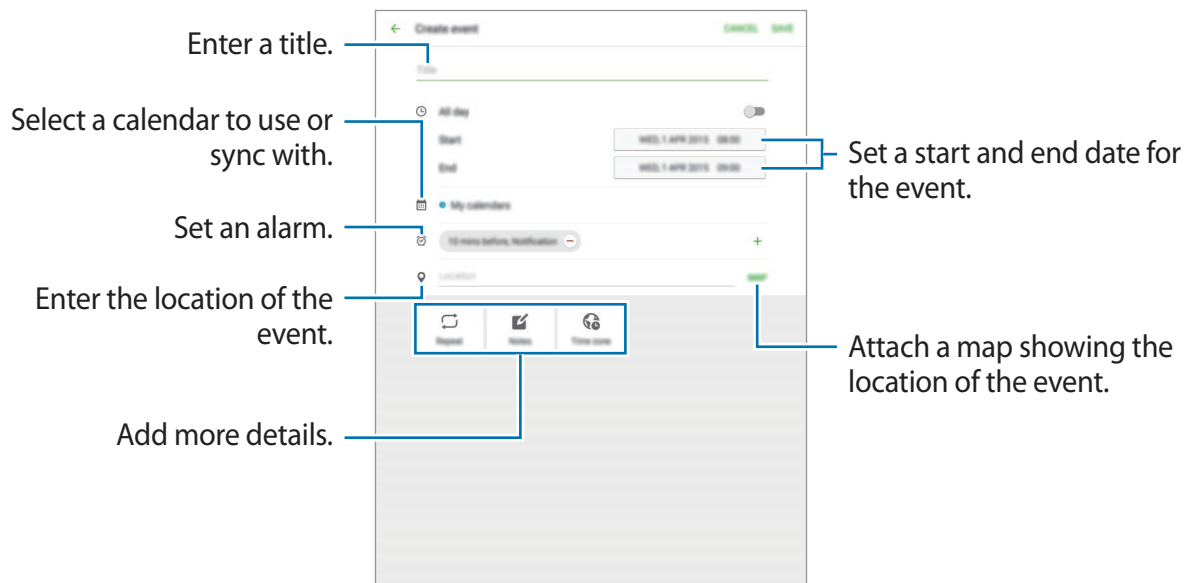 Create event
CANCEL SAVE
Enter a title.
Title
Select a calendar to use or
sync with.
All day
Start
WED, 1 APR 2015 08:00
End
WED, 1 APR 2015 09:00
Set a start and end date for
the event.
My calendars
Set an alarm.
10 mins before, Notification
Enter the location of the
event.
Location
MAP
Repeat
Notes
Time zone
Attach a map showing the
location of the event.
Add more details.